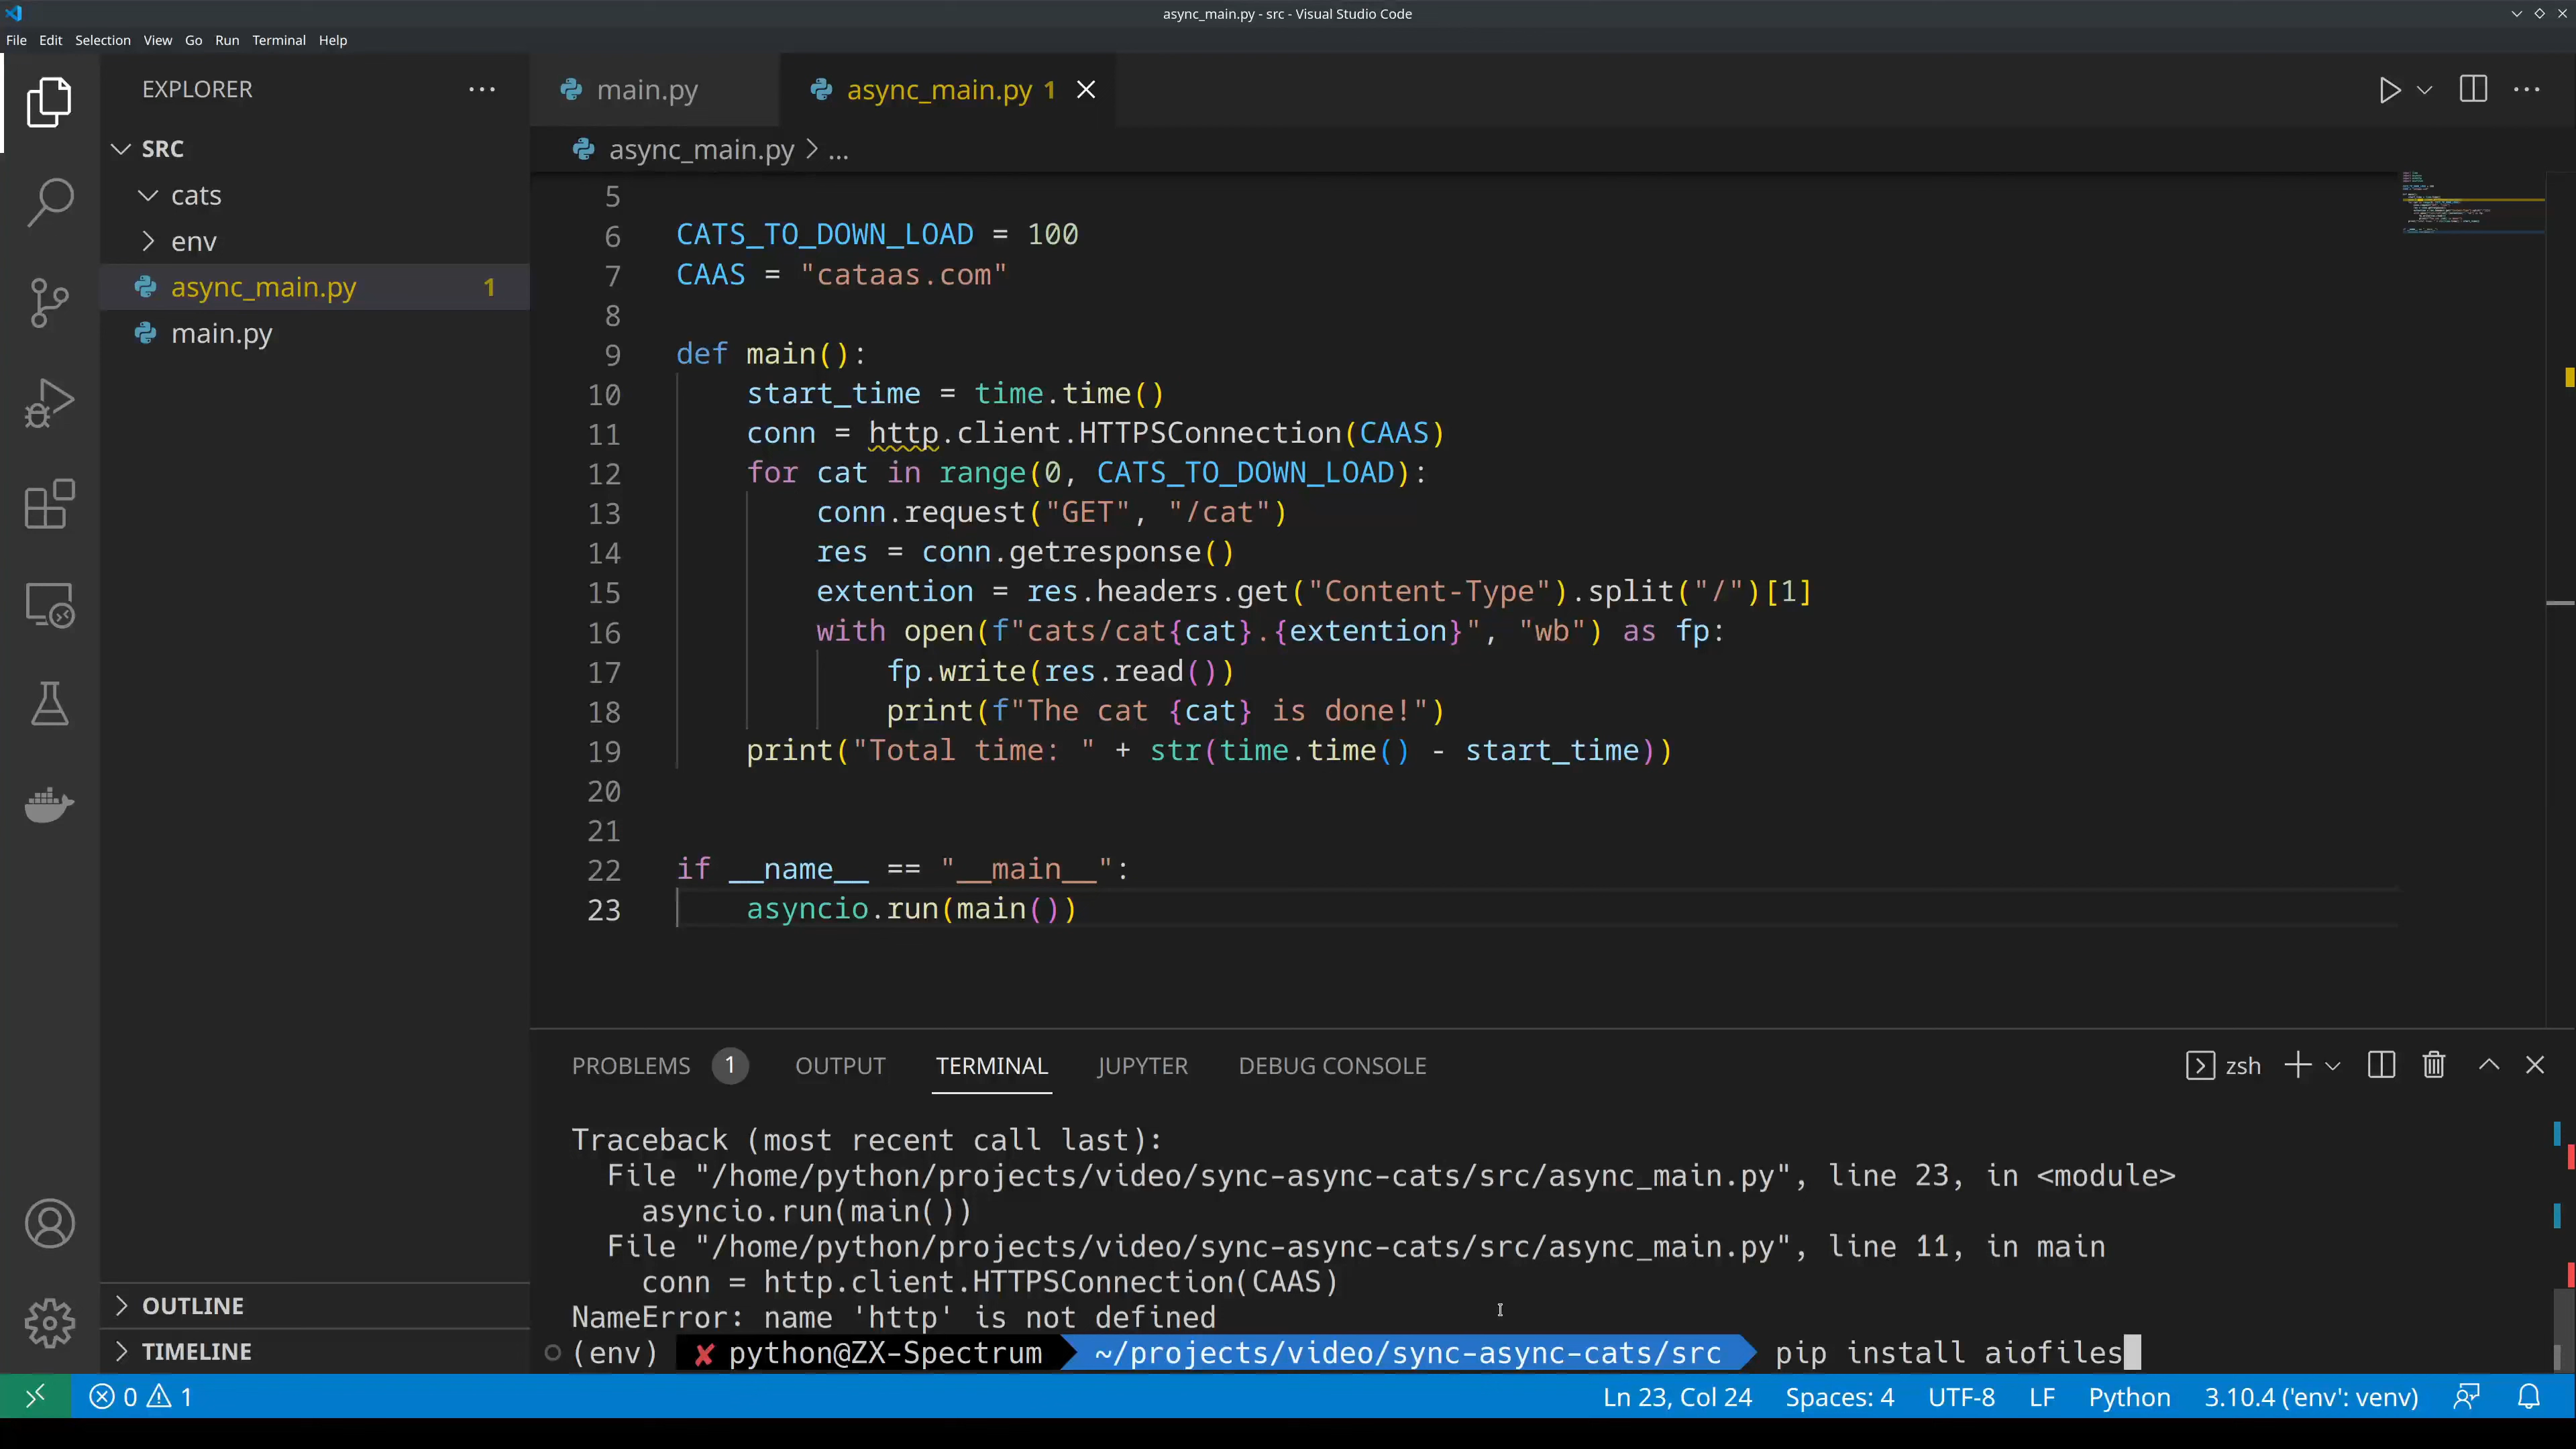 async_main.py - src - Visual Studio Code
File Edit Selection View Go Run Terminal Help
EXPLORER
SRC
cats
env
async_main.py 1
main.py
OUTLINE
TIMELINE
main.py async_main.py 1
async_main.py > ...
5
6 CATS_TO_DOWN_LOAD = 100
7 CAAS = "cataas.com"
8
9 def main():
10 start_time = time.time()
11 conn = http.client.HTTPSConnection(CAAS)
12 for cat in range(0, CATS_TO_DOWN_LOAD):
13 conn.request("GET", "/cat")
14 res = conn.getresponse()
15 extention = res.headers.get("Content-Type").split("/")[1]
16 with open(f"cats/cat{cat}.{extention}", "wb") as fp:
17 fp.write(res.read())
18 print(f"The cat {cat} is done!")
19 print("Total time: " + str(time.time() - start_time))
20
21
22 if __name__ == "__main__":
23 asyncio.run(main())
PROBLEMS 1 OUTPUT TERMINAL JUPYTER DEBUG CONSOLE zsh
Traceback (most recent call last):
File "/home/python/projects/video/sync-async-cats/src/async_main.py", line 23, in <module>
asyncio.run(main())
File "/home/python/projects/video/sync-async-cats/src/async_main.py", line 11, in main
conn = http.client.HTTPSConnection(CAAS)
NameError: name 'http' is not defined
(env) ✘ python@ZX-Spectrum ~/projects/video/sync-async-cats/src pip install aiofiles
0 1 Ln 23, Col 24 Spaces: 4 UTF-8 LF Python 3.10.4 ('env': venv)